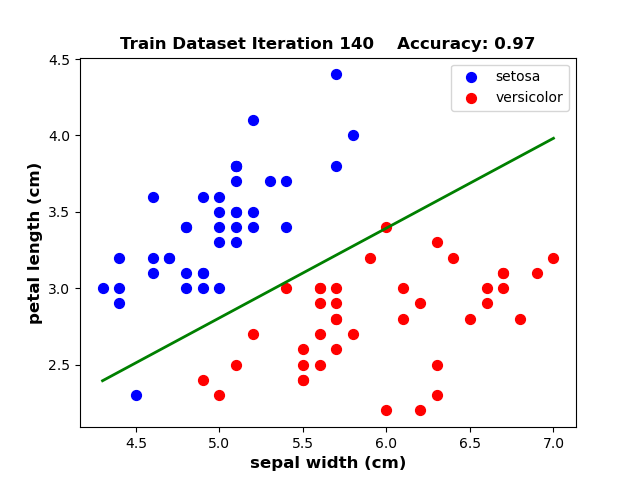 Train Dataset Iteration 140    Accuracy: 0.97
setosa
versicolor
4.5
4.0
3.5
3.0
2.5
petal length (cm)
4.5 5.0 5.5 6.0 6.5 7.0
sepal width (cm)